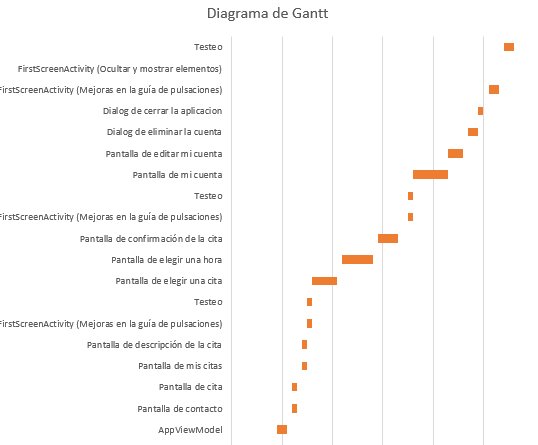 Diagrama de Gantt
Testeo
FirstScreenActivity (Ocultar y mostrar elementos)
FirstScreenActivity (Mejoras en la guía de pulsaciones)
Dialog de cerrar la aplicacion
Dialog de eliminar la cuenta
Pantalla de editar mi cuenta
Pantalla de mi cuenta
Testeo
FirstScreenActivity (Mejoras en la guía de pulsaciones)
Pantalla de confirmación de la cita
Pantalla de elegir una hora
Pantalla de elegir una cita
Testeo
FirstScreenActivity (Mejoras en la guía de pulsaciones)
Pantalla de descripción de la cita
Pantalla de mis citas
Pantalla de cita
Pantalla de contacto
AppViewModel